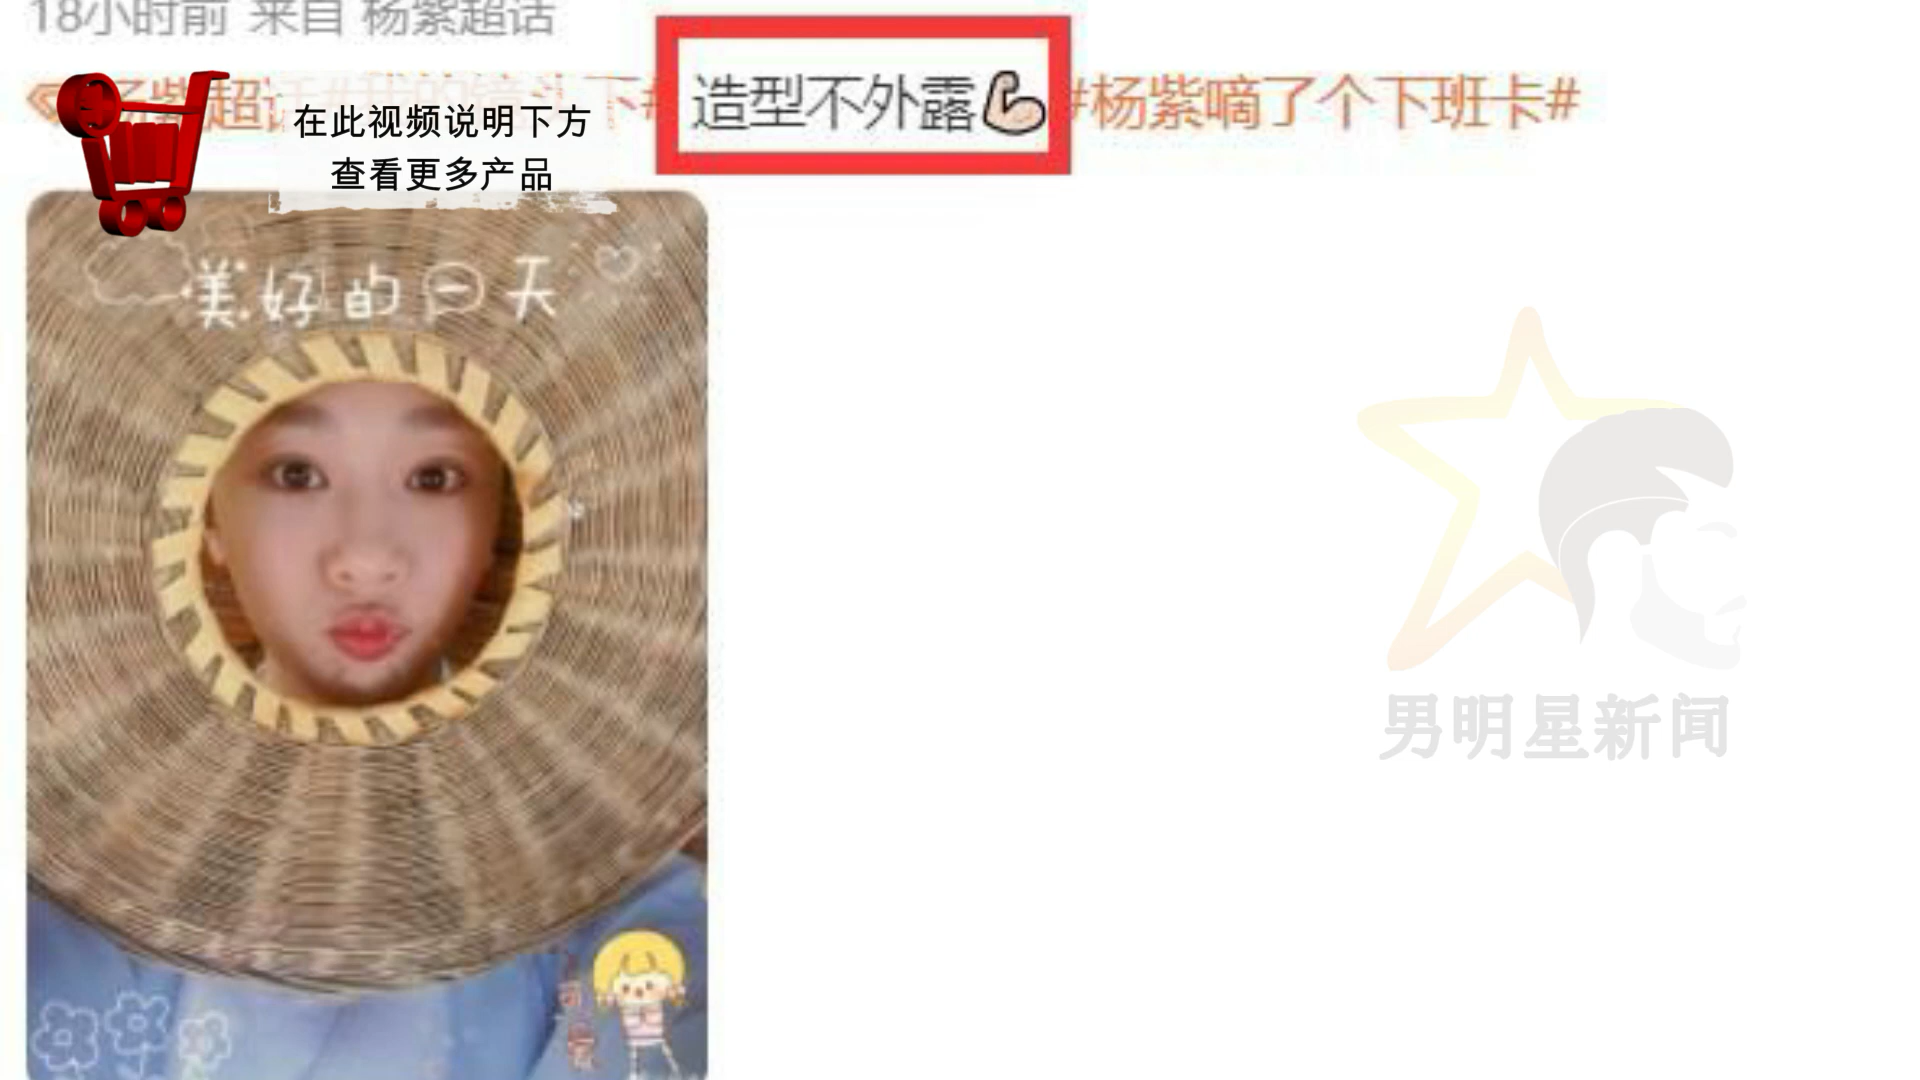 18小时前 来自 杨紫超话
超话 下# 造型不外露💪 #杨紫嘀了个下班卡#
在此视频说明下方
查看更多产品
美好的一天
男明星新闻